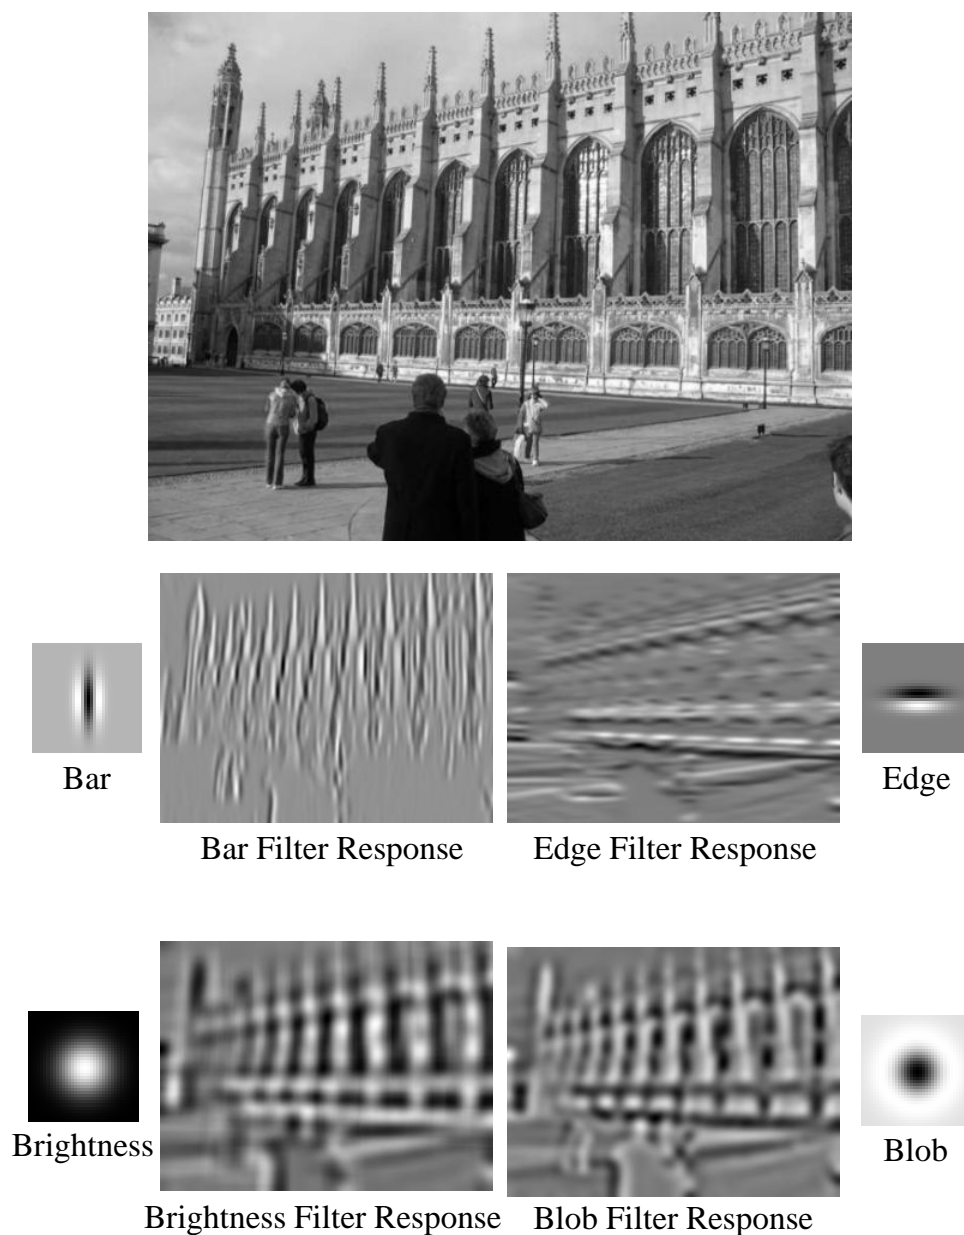 Bar
Edge
Bar Filter Response
Edge Filter Response
Brightness
Blob
Brightness Filter Response
Blob Filter Response